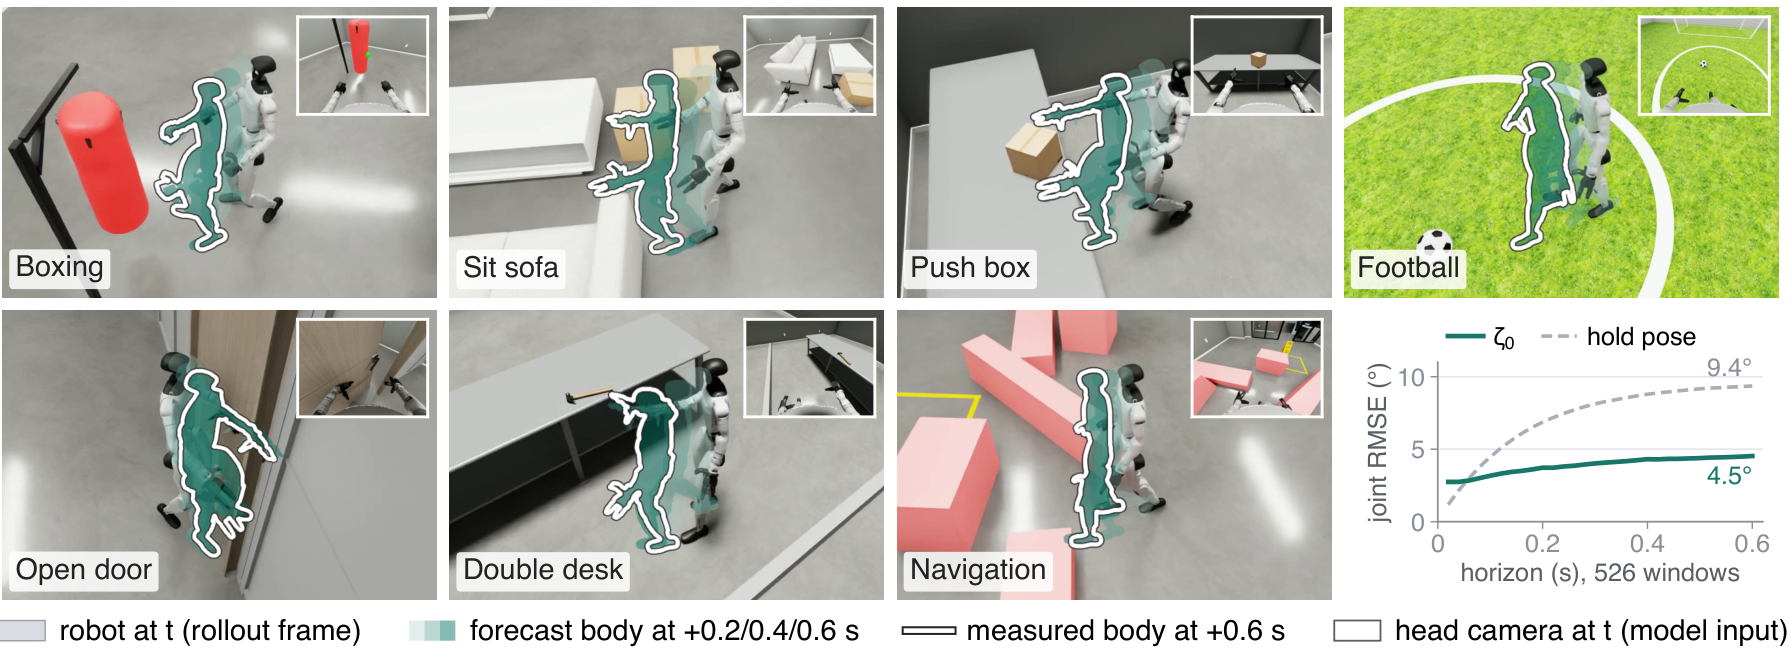 Boxing
Sit sofa
Push box
Football
Open door
Double desk
Navigation
ζ₀
hold pose
joint RMSE (°)
10
5
0
9.4°
4.5°
0
0.2
0.4
0.6
horizon (s), 526 windows
robot at t (rollout frame)
forecast body at +0.2/0.4/0.6 s
measured body at +0.6 s
head camera at t (model input)